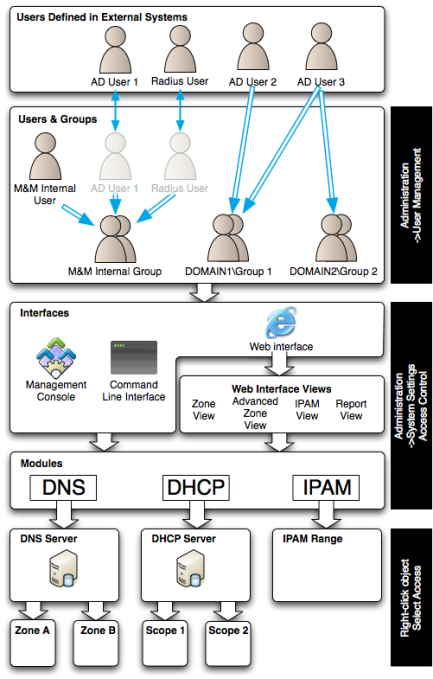 Users Defined in External Systems
AD User 1
Radius User
AD User 2
AD User 3
Users & Groups
M&M Internal
User
AD User 1
Radius User
M&M Internal Group
DOMAIN1\Group 1
DOMAIN2\Group 2
Administration
->User Management
Interfaces
Web interface
Management
Console
Command
Line Interface
Web Interface Views
Zone
View
Advanced
Zone
View
IPAM
View
Report
View
Administration
->System Settings
Access Control
Modules
DNS
DHCP
IPAM
DNS Server
DHCP Server
IPAM Range
Zone A
Zone B
Scope 1
Scope 2
Right-click object
Select Access